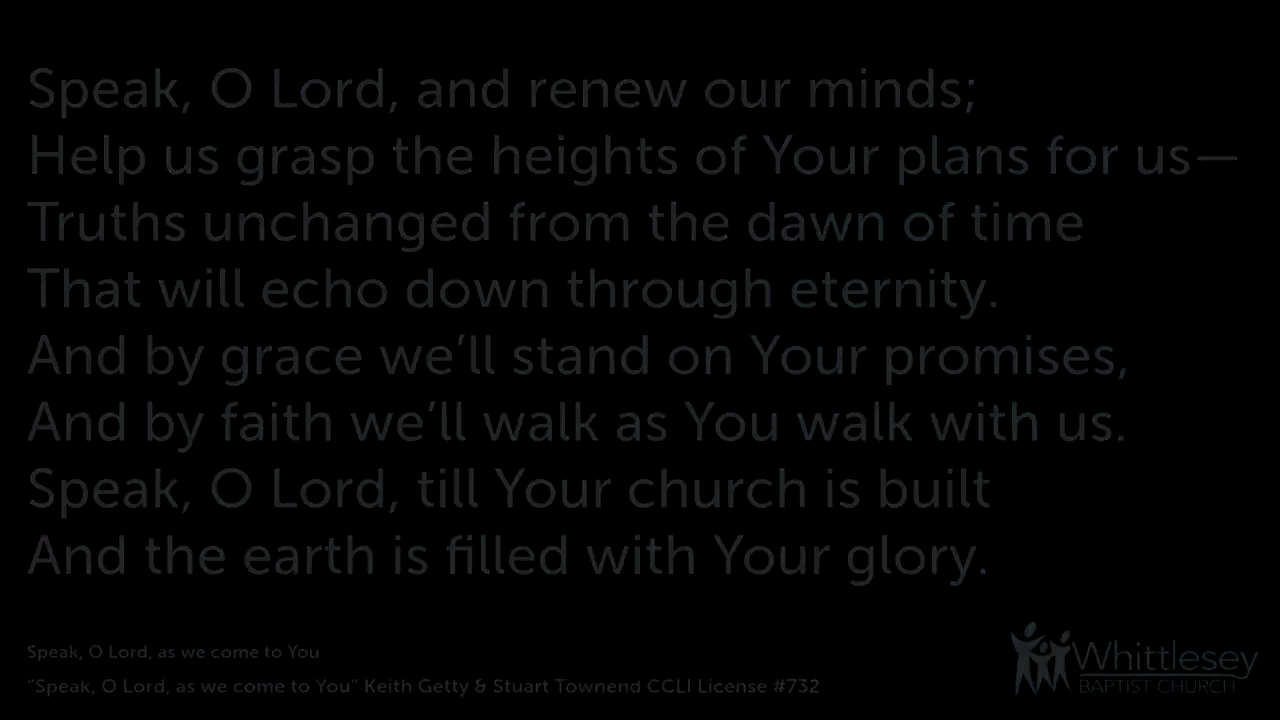 Speak, O Lord, and renew our minds;
Help us grasp the heights of Your plans for us—
Truths unchanged from the dawn of time
That will echo down through eternity.
And by grace we’ll stand on Your promises,
And by faith we’ll walk as You walk with us.
Speak, O Lord, till Your church is built
And the earth is filled with Your glory.
Speak, O Lord, as we come to You
"Speak, O Lord, as we come to You" Keith Getty & Stuart Townend CCLI License #732
Whittlesey
BAPTIST CHURCH